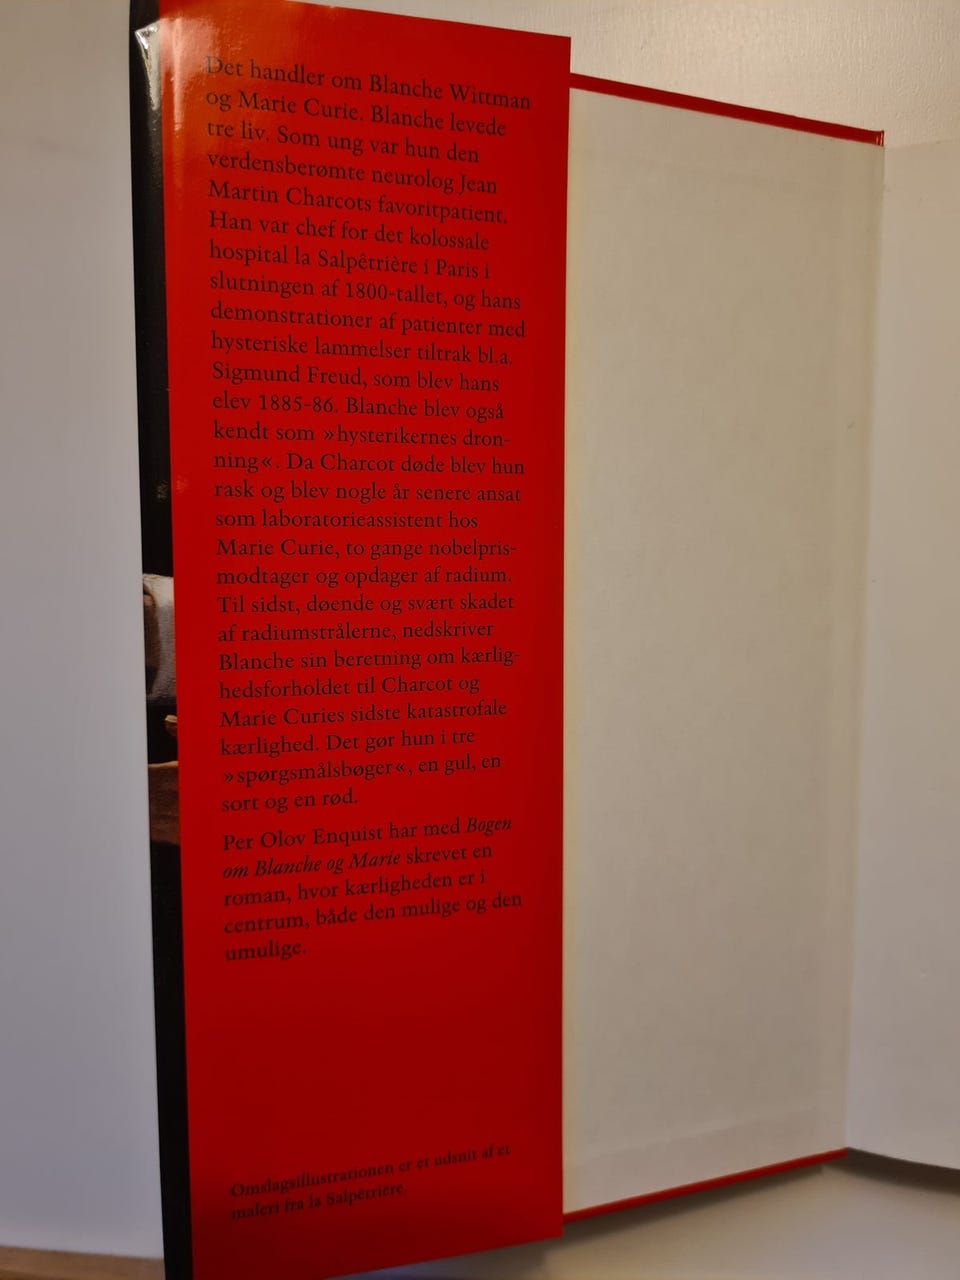 Det handler om Blanche Wittman
og Marie Curie. Blanche levede
tre liv. Som ung var hun den
verdensberømte neurolog Jean
Martin Charcots favoritpatient.
Han var chef for det kolossale
hospital la Salpêtrière i Paris i
slutningen af 1800-tallet, og hans
demonstrationer af patienter med
hysteriske lammelser tiltrak bl.a.
Sigmund Freud, som blev hans
elev 1885-86. Blanche blev også
kendt som »hysterikernes dron-
ning«. Da Charcot døde blev hun
rask og blev nogle år senere ansat
som laboratorieassistent hos
Marie Curie, to gange nobelpris-
modtager og opdager af radium.
Til sidst, døende og svært skadet
af radiumstrålerne, nedskriver
Blanche sin beretning om kærlig-
hedsforholdet til Charcot og
Marie Curies sidste katastrofale
kærlighed. Det gør hun i tre
»spørgsmålsbøger«, en gul, en
sort og en rød.
Per Olov Enquist har med Bogen
om Blanche og Marie skrevet en
roman, hvor kærligheden er i
centrum, både den mulige og den
umulige.
Omslagsillustrationen er et udsnit af et
maleri fra la Salpêtrière.